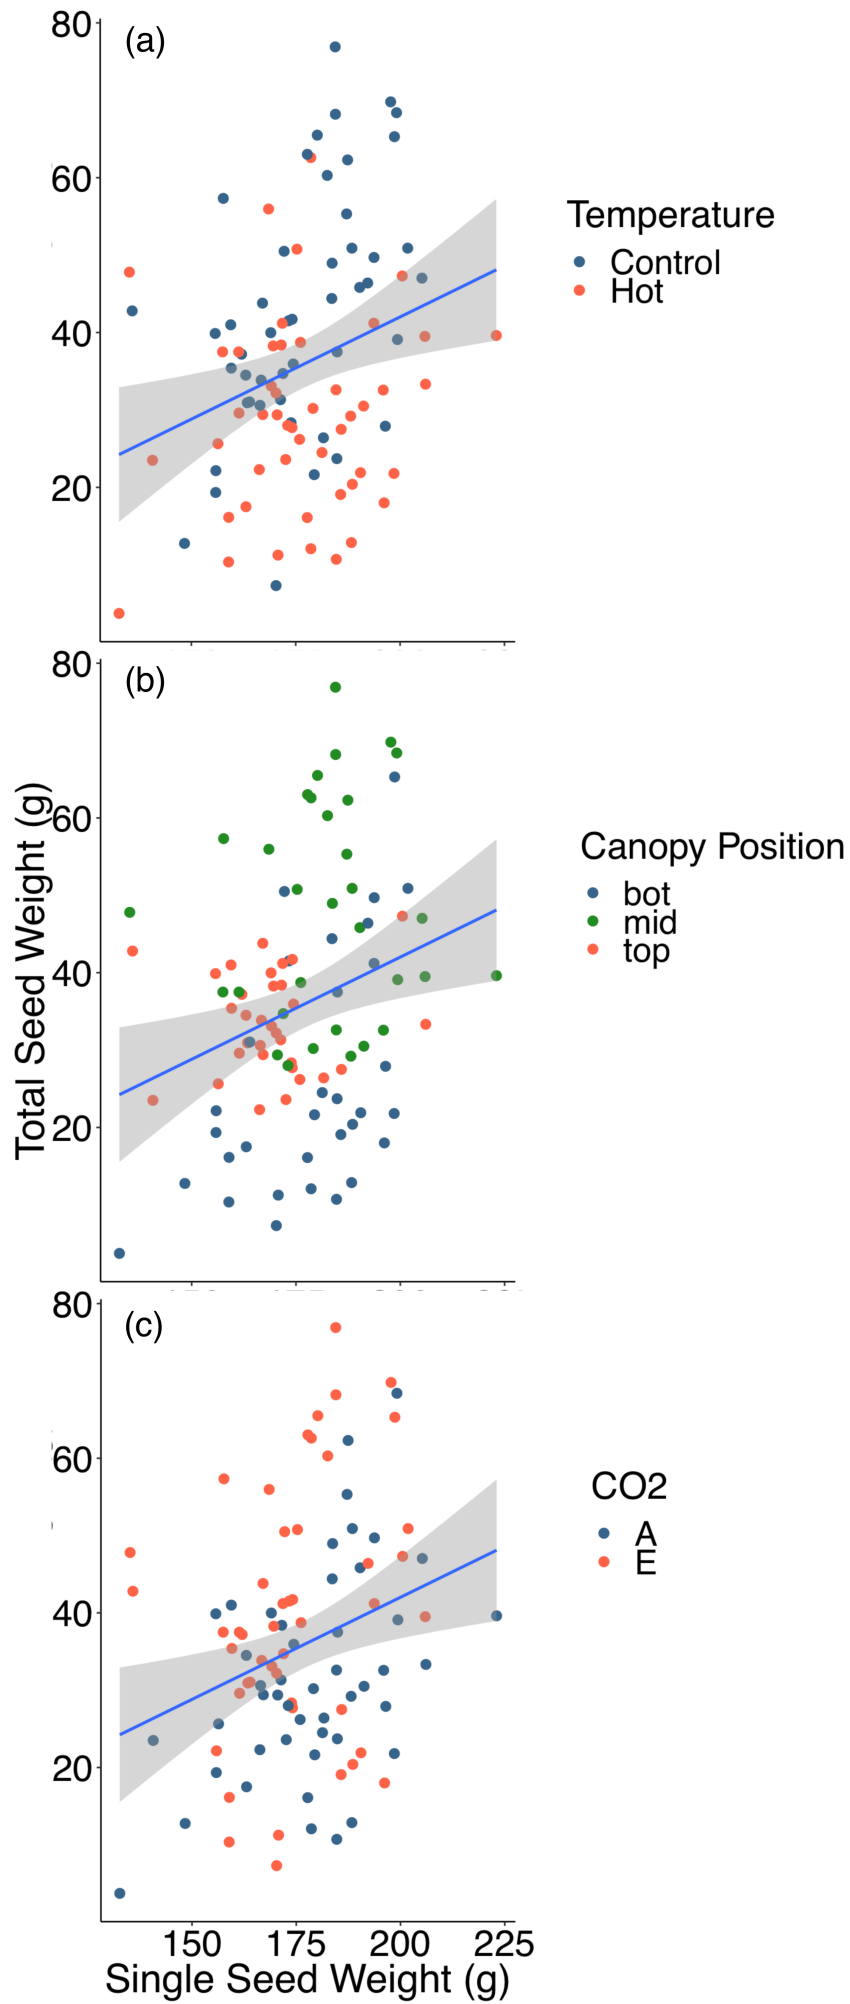 80
(a)
60
40
20
Temperature
Control
Hot
80
(b)
60
40
20
Total Seed Weight (g)
Canopy Position
bot
mid
top
80
(c)
60
40
20
CO2
A
E
150 175 200 225
Single Seed Weight (g)